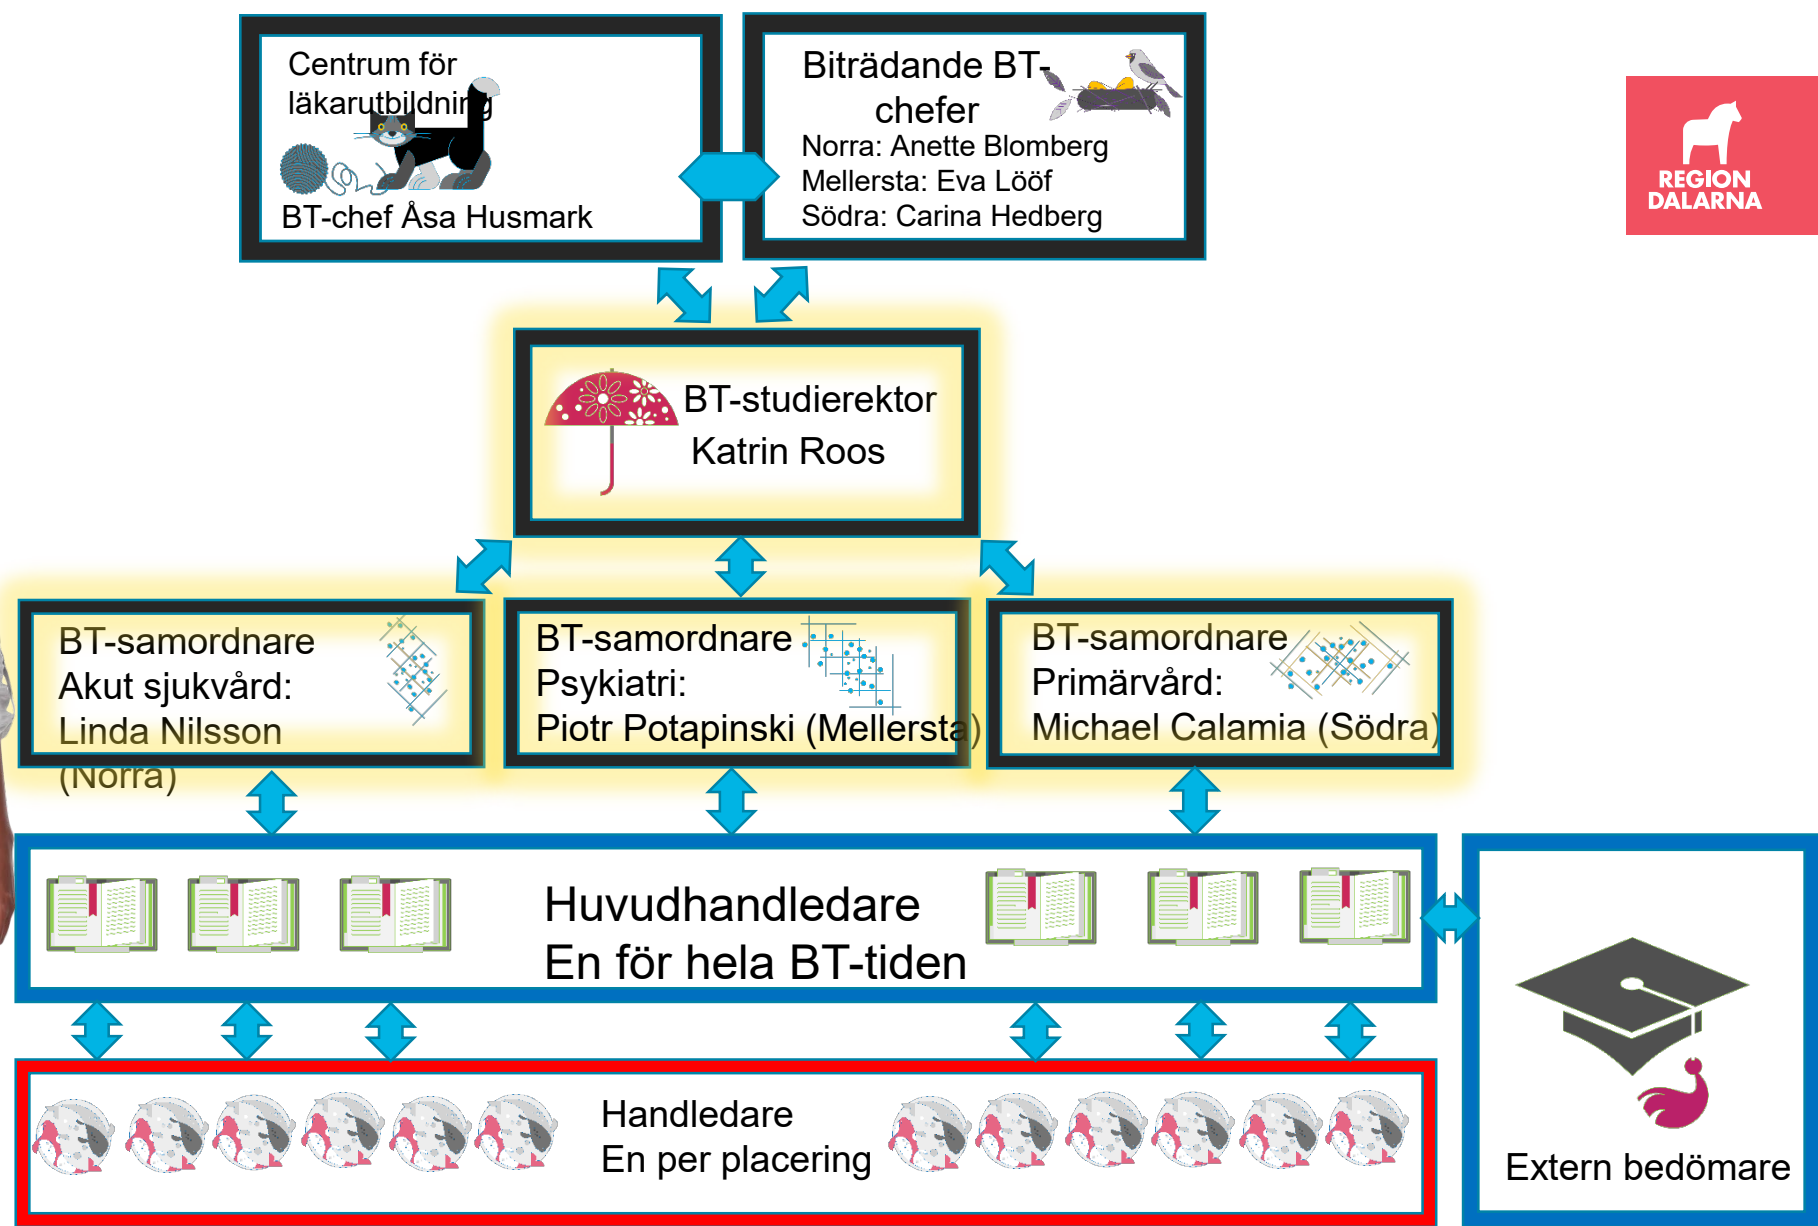 Centrum för
läkarutbildning
BT-chef Åsa Husmark
Biträdande BT-
chefer
Norra: Anette Blomberg
Mellersta: Eva Lööf
Södra: Carina Hedberg
REGION
DALARNA
BT-studierektor
Katrin Roos
BT-samordnare
Akut sjukvård:
Linda Nilsson
(Norra)
BT-samordnare
Psykiatri:
Piotr Potapinski (Mellersta)
BT-samordnare
Primärvård:
Michael Calamia (Södra)
Huvudhandledare
En för hela BT-tiden
Handledare
En per placering
Extern bedömare